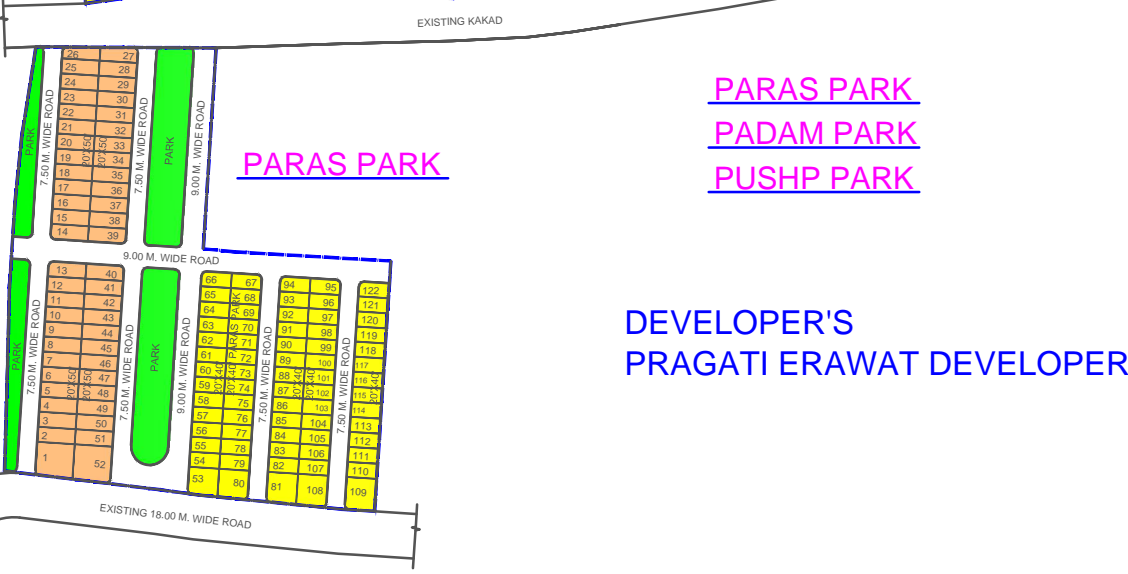 EXISTING KAKAD
PARAS PARK
PADAM PARK
PUSHP PARK
PARAS PARK
26 27
25 28
24 29
23 30
22 31
21 32
20 33
19 34
18 35
17 36
16 37
15 38
14 39
20'X50'
20'X50'
PARK
7.50 M. WIDE ROAD
7.50 M. WIDE ROAD
PARK
9.00 M. WIDE ROAD
9.00 M. WIDE ROAD
13 40
12 41
11 42
10 43
9 44
8 45
7 46
6 47
5 48
4 49
3 50
2 51
1 52
20'X50'
20'X50'
PARK
7.50 M. WIDE ROAD
7.50 M. WIDE ROAD
PARK
9.00 M. WIDE ROAD
66 67
65 68
64 69
63 70
62 71
61 72
60 73
59 74
58 75
57 76
56 77
55 78
54 79
53 80
20'X40'
20'X40' PARAS PARK
7.50 M. WIDE ROAD
94 95
93 96
92 97
91 98
90 99
89 100
88 101
87 102
86 103
85 104
84 105
83 106
82 107
81 108
20'X40'
20'X40'
7.50 M. WIDE ROAD
122
121
120
119
118
117
116
115
114
113
112
111
110
109
20'X40'
EXISTING 18.00 M. WIDE ROAD
DEVELOPER'S
PRAGATI ERAWAT DEVELOPER